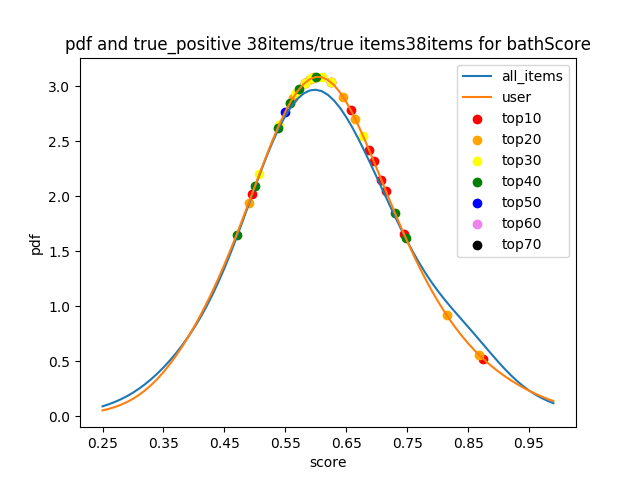 pdf and true_positive 38items/true items38items for bathScore
all_items
user
top10
top20
top30
top40
top50
top60
top70
pdf
3.0
2.5
2.0
1.5
1.0
0.5
0.0
0.25 0.35 0.45 0.55 0.65 0.75 0.85 0.95
score